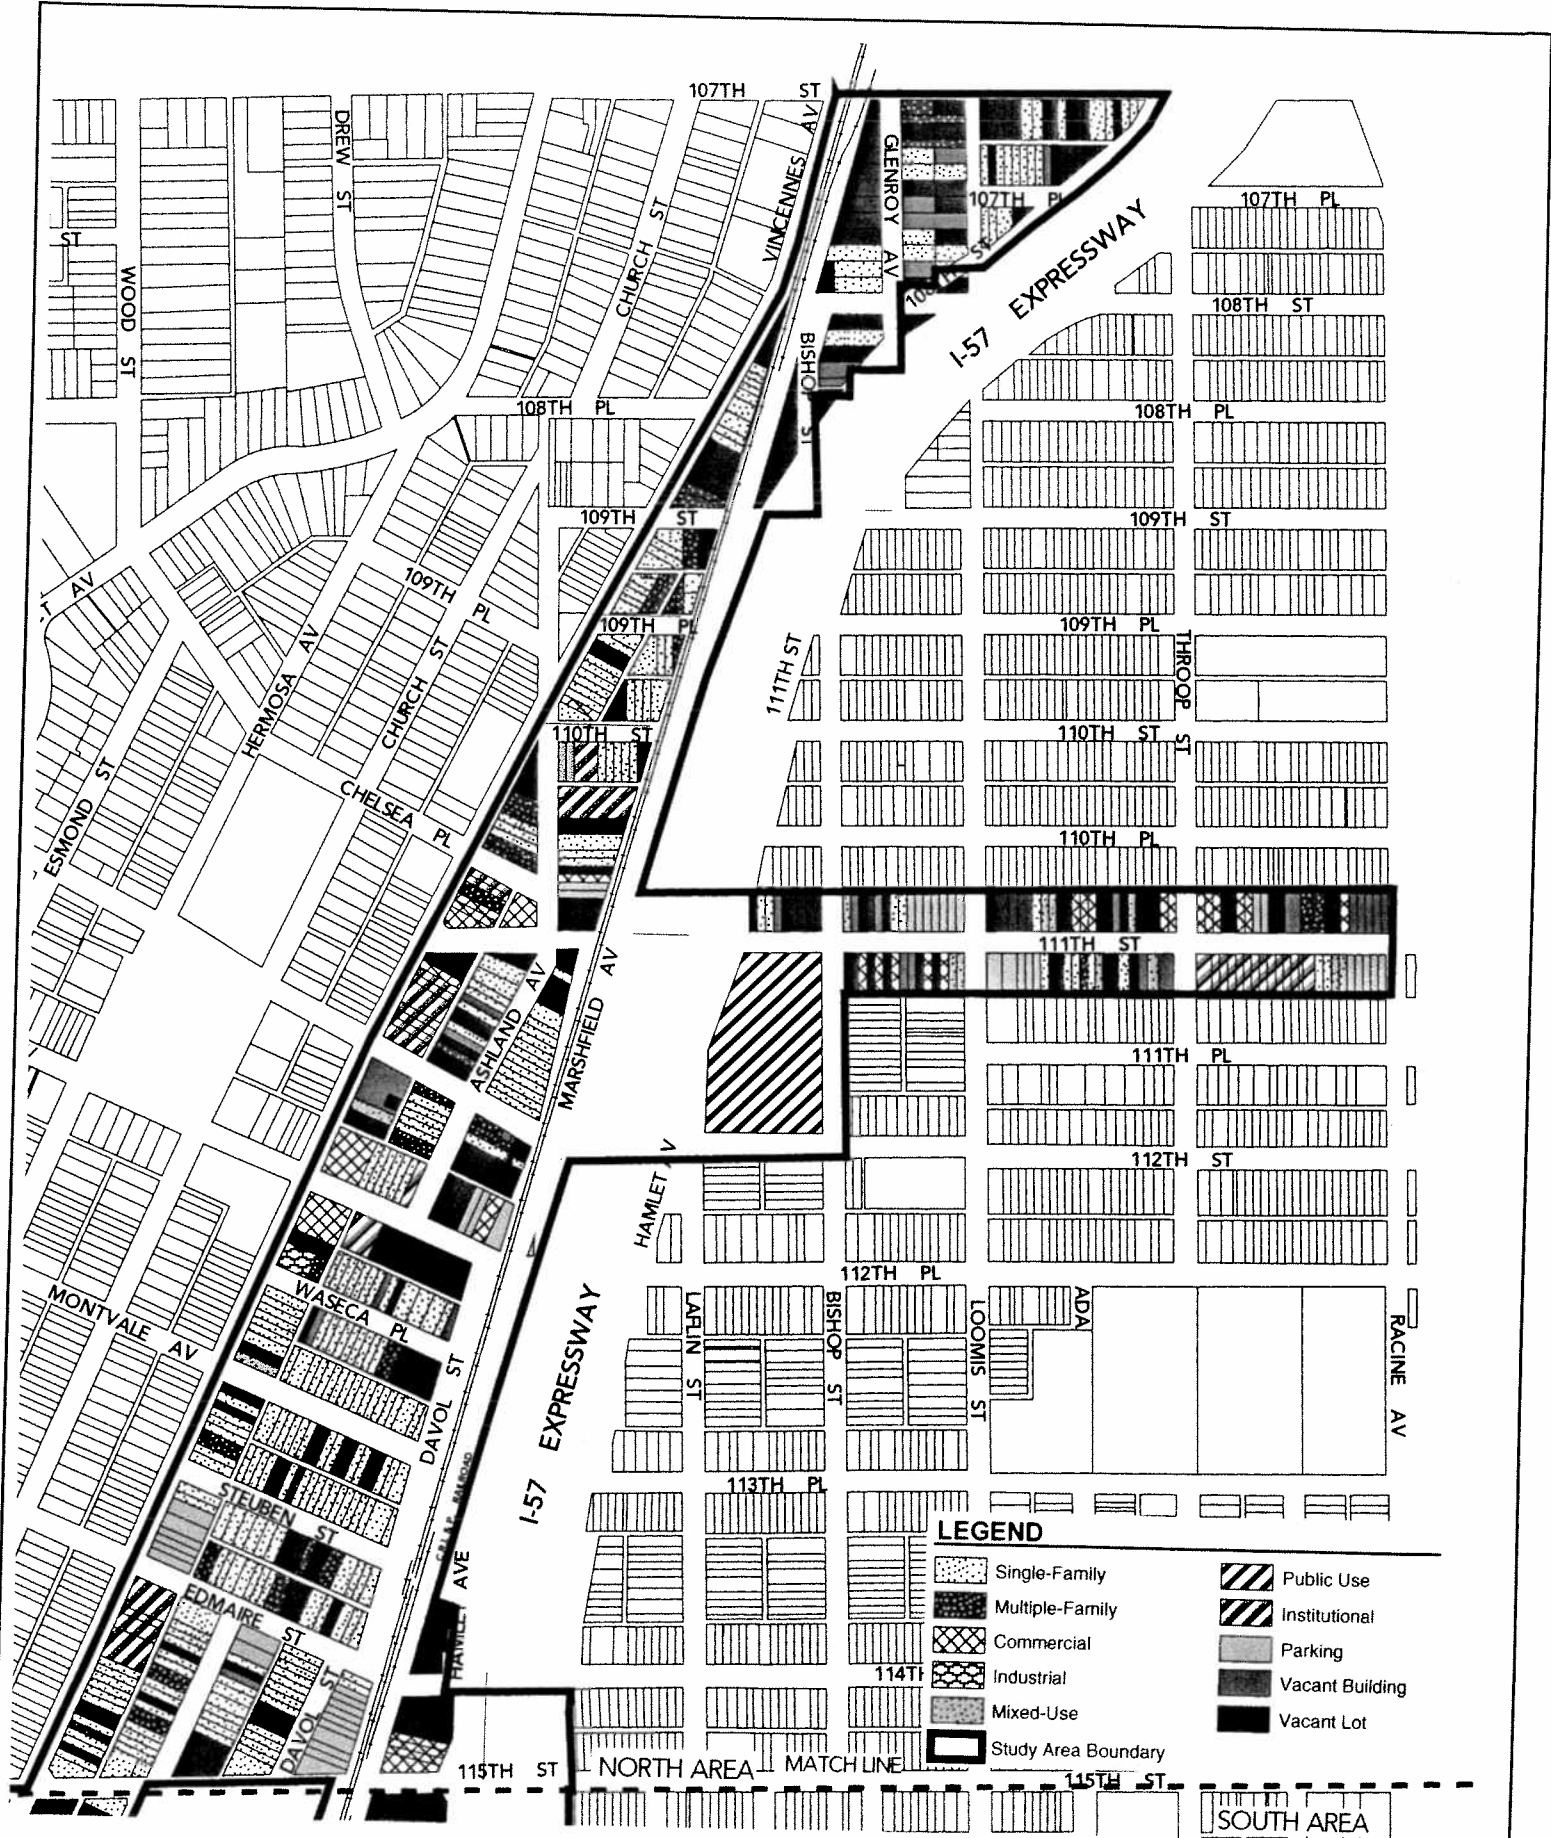 107TH ST
DREW ST
VINCENNES AV
GLENROY AV
107TH PL
107TH PL
ST
CHURCH ST
WOOD ST
108TH ST
I-57 EXPRESSWAY
108TH ST
BISHOP ST
108TH PL
108TH PL
109TH ST
109TH ST
AV
109TH PL
109TH PL
109TH PL
THROOP ST
HERMOSA AV
CHURCH ST
111TH ST
110TH ST
110TH ST
ESMOND ST
CHELSEA PL
110TH PL
111TH ST
ASHLAND AV
MARSHFIELD AV
111TH PL
HAMLET AV
112TH ST
112TH PL
MONTVALE AV
WASECA PL
LAFLIN ST
BISHOP ST
LOOMIS ST
ADA
RACINE AV
DAVOL ST
I-57 EXPRESSWAY
RAILROAD
113TH PL
STEUBEN ST
EDMAIRE ST
HAMLET AVE
DAVOL ST
114TH
LEGEND
Single-Family
Multiple-Family
Commercial
Industrial
Mixed-Use
Study Area Boundary
Public Use
Institutional
Parking
Vacant Building
Vacant Lot
115TH ST
NORTH AREA MATCH LINE
115TH ST
SOUTH AREA